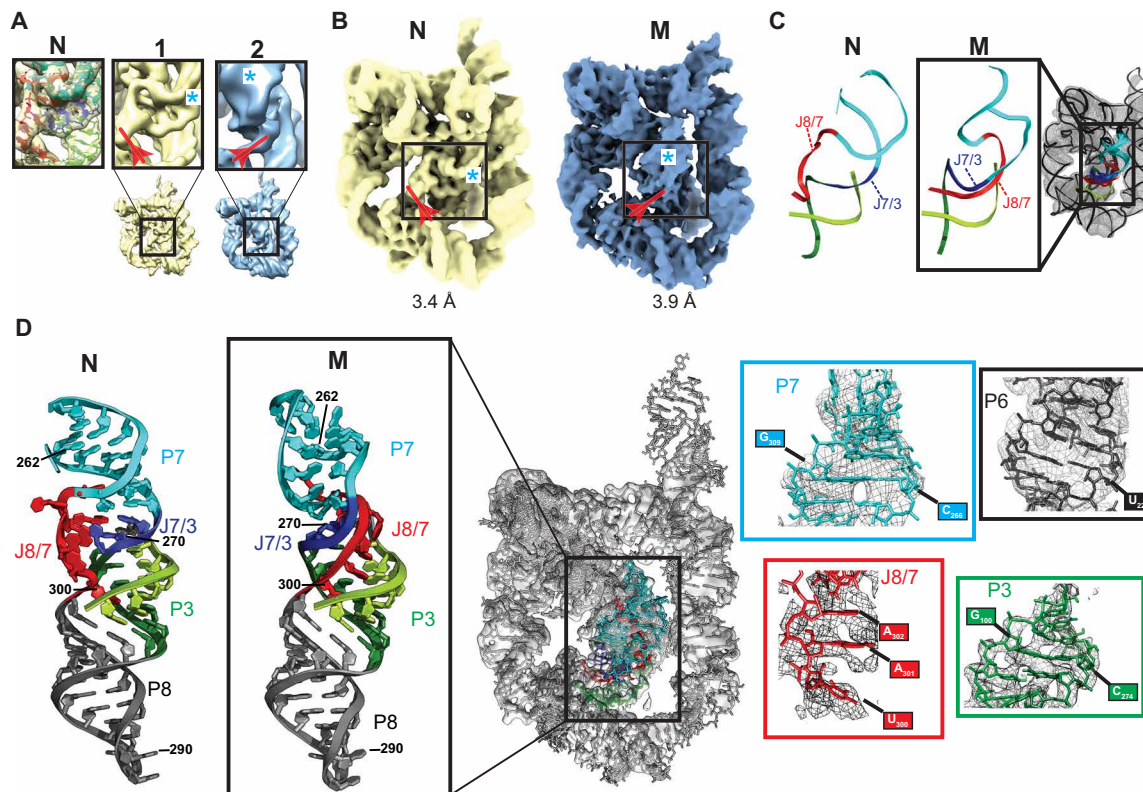 A
N
1
2
*
*
B
N
M
*
*
3.4 Å
3.9 Å
C
N
M
J8/7
J7/3
J7/3
J8/7
D
N
262
P7
J7/3
270
J8/7
300
P3
P8
290
M
262
P7
270
J7/3
J8/7
300
P3
P8
290
P7
G309
C266
P6
J8/7
A302
A301
U300
P3
G100
C274